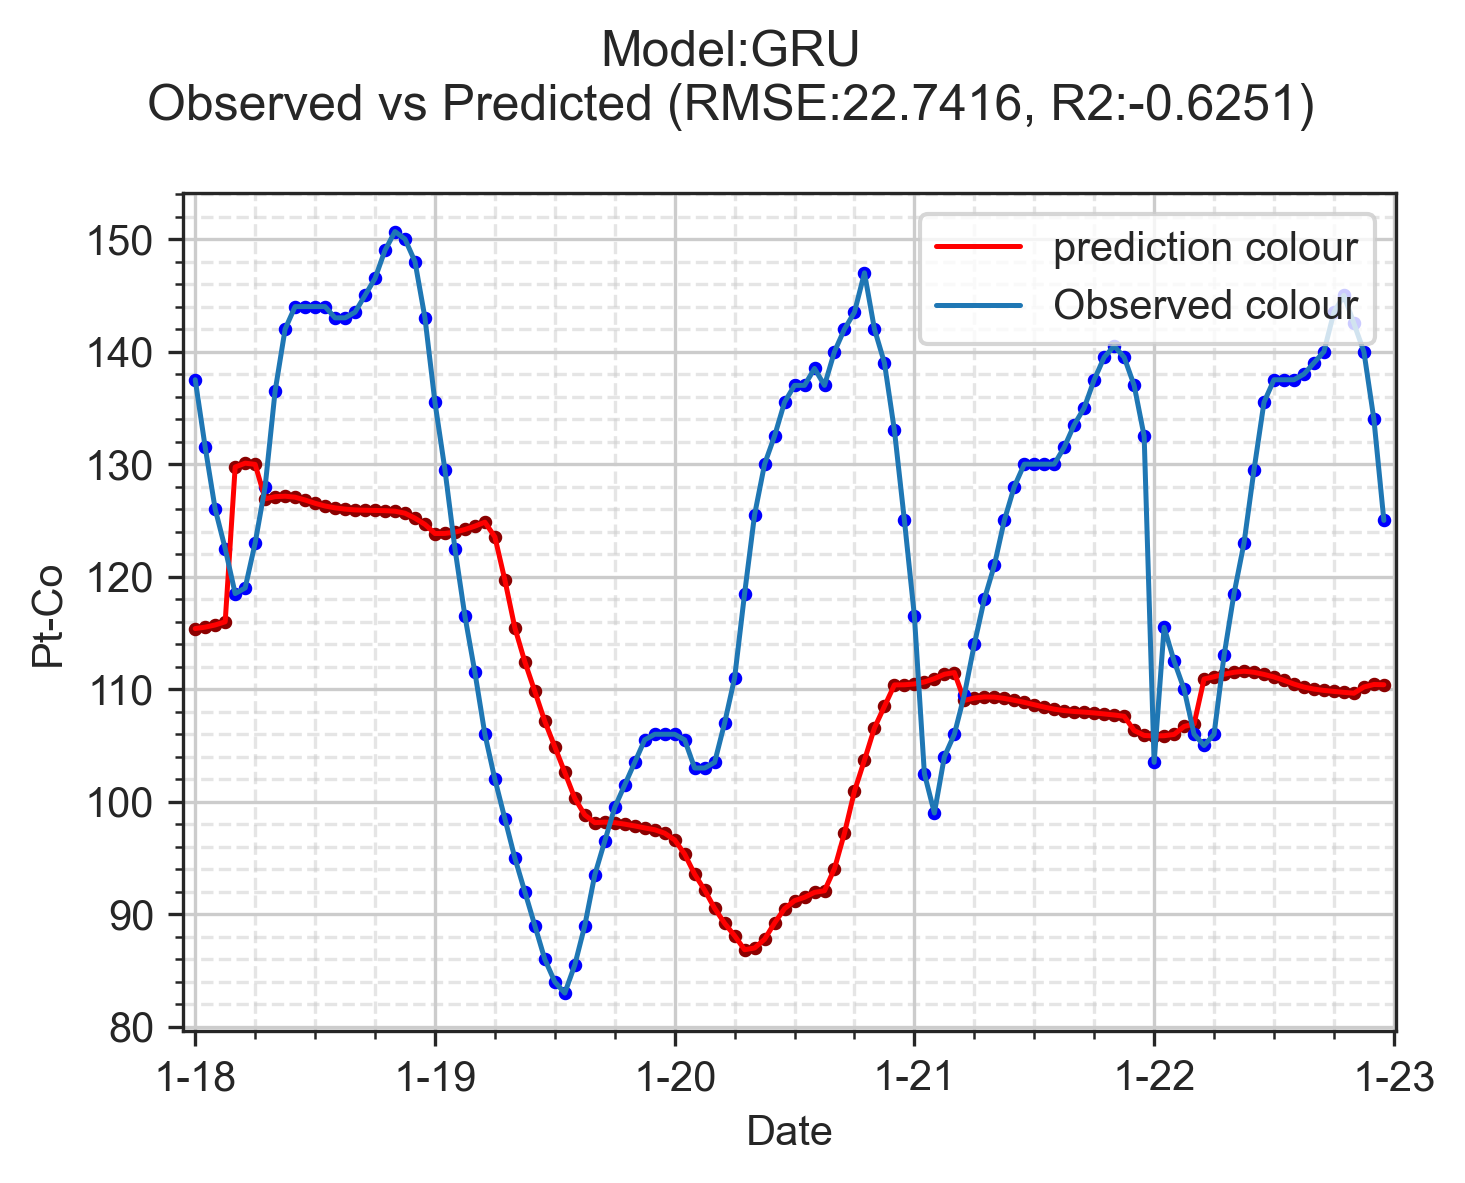 Model:GRU
Observed vs Predicted (RMSE:22.7416, R2:-0.6251)
prediction colour
Observed colour
150
140
130
120
110
100
90
80
Pt-Co
1-18
1-19
1-20
1-21
1-22
1-23
Date